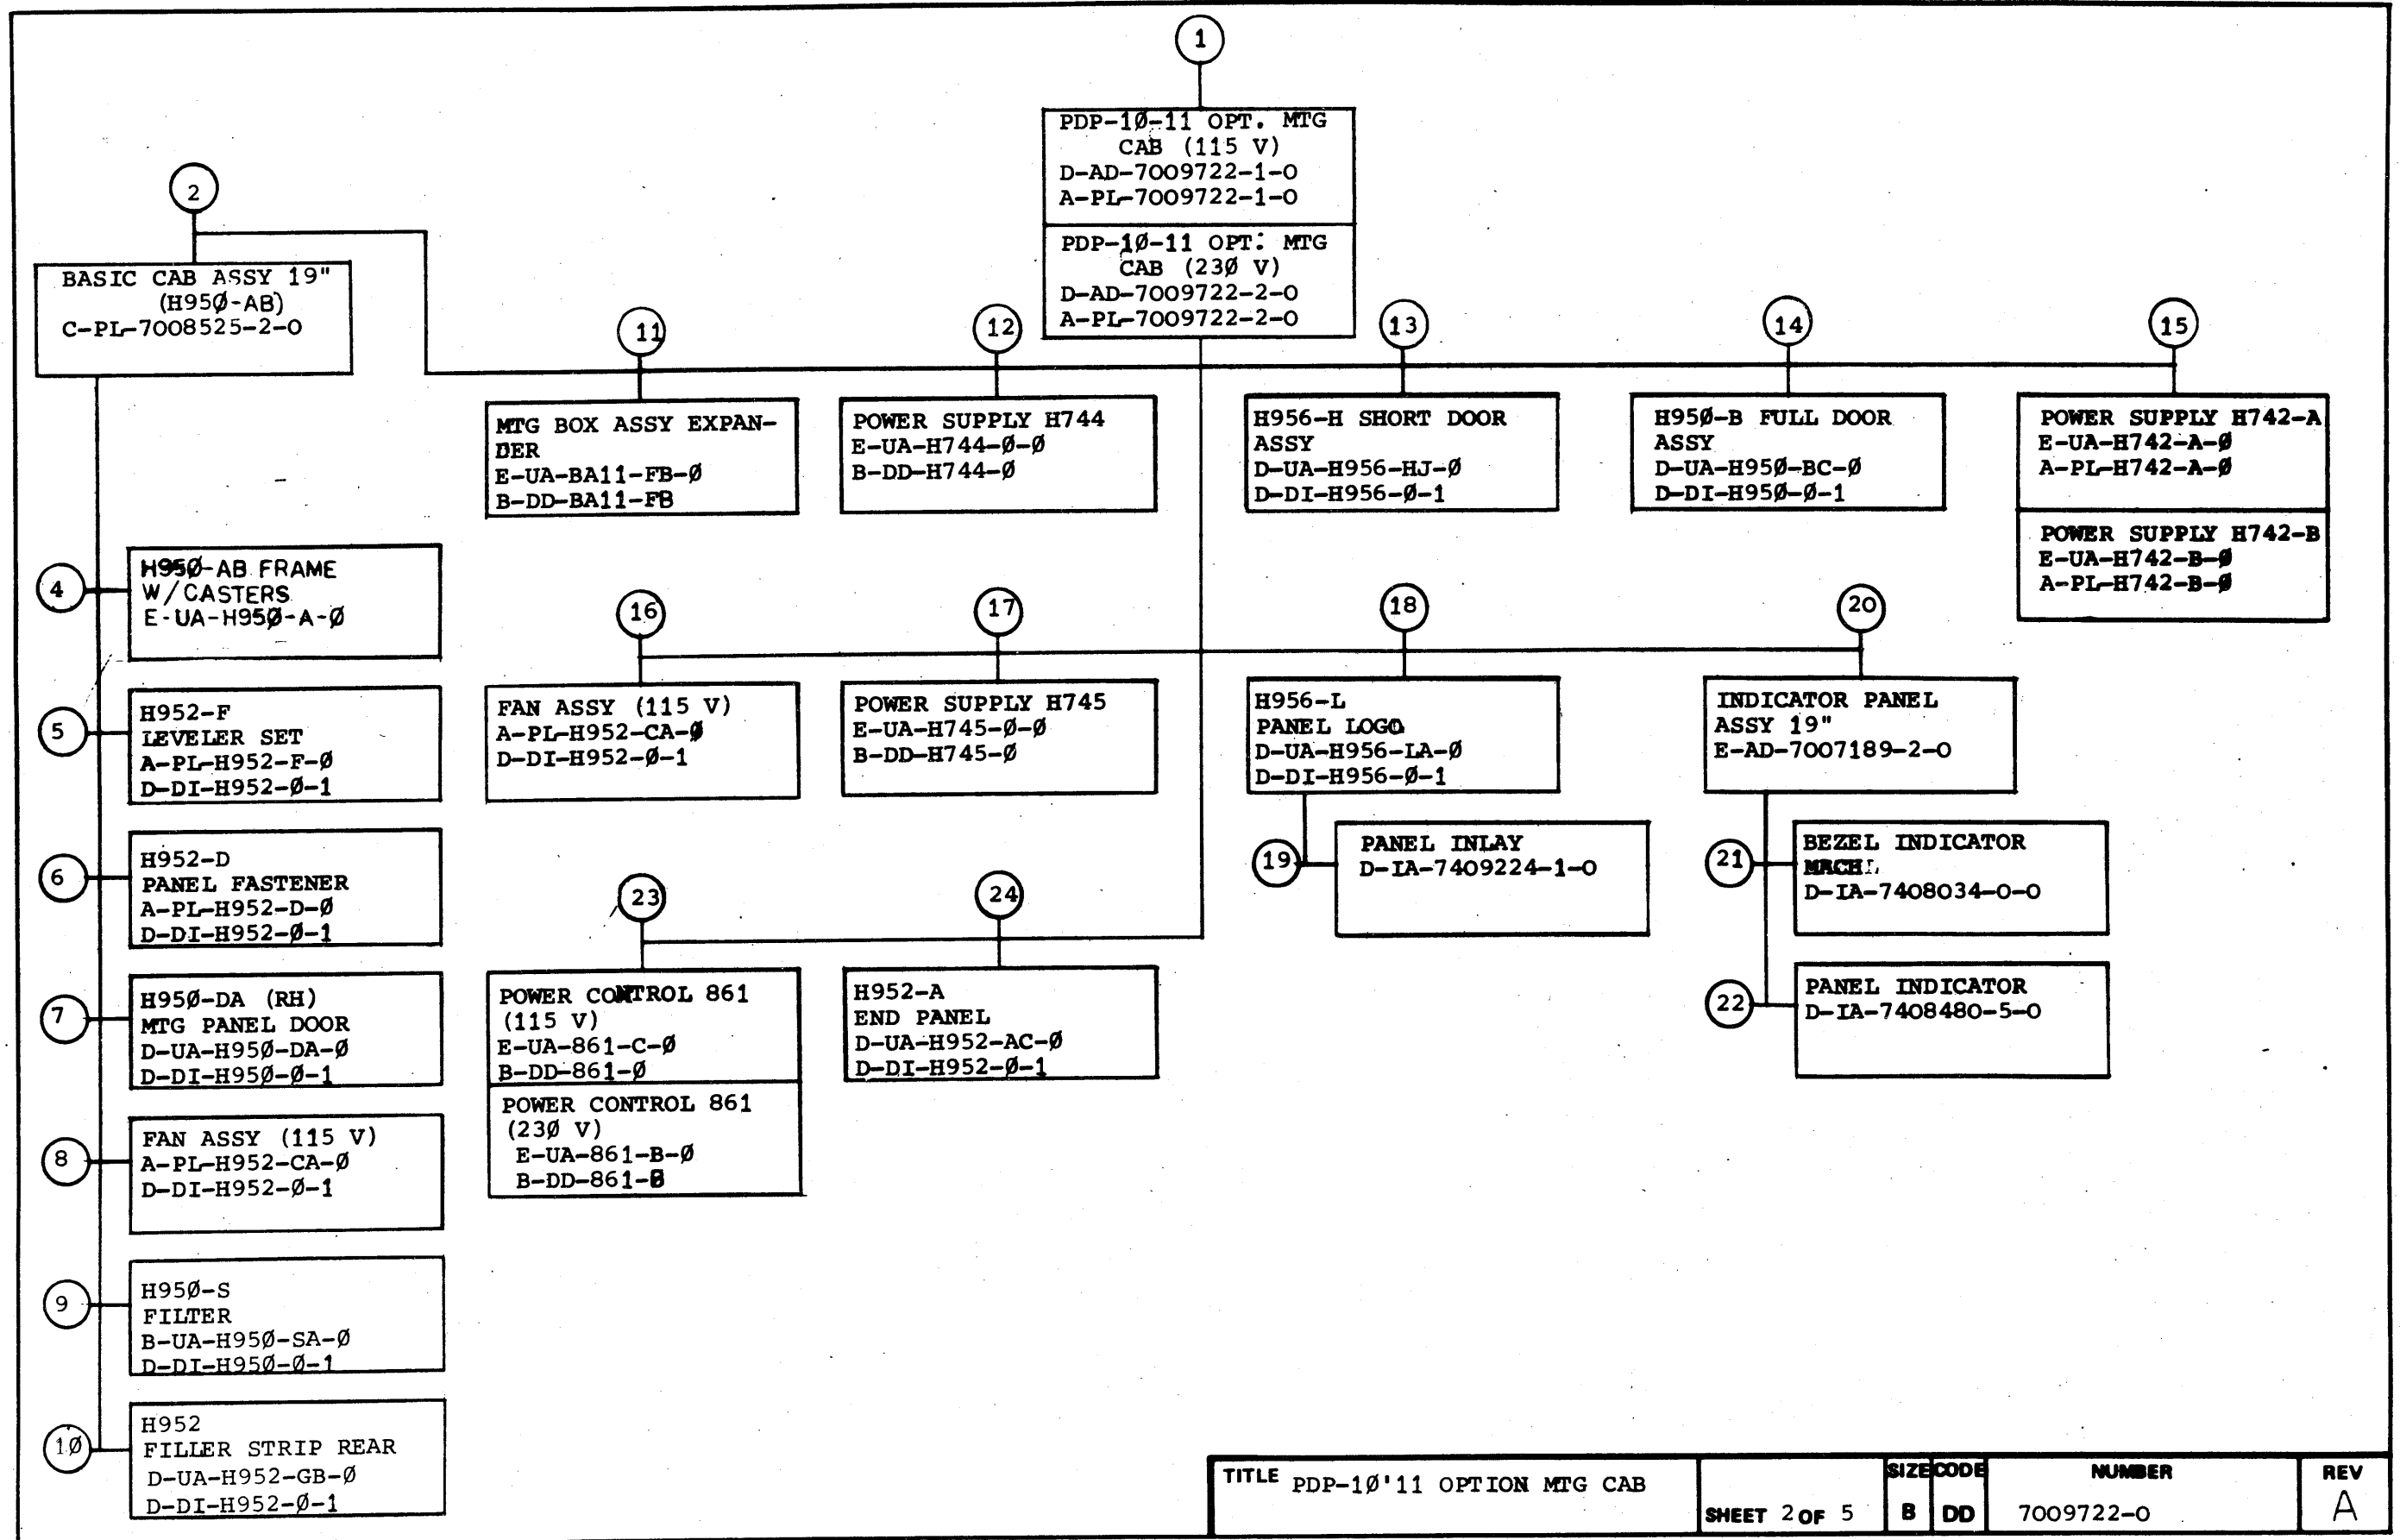 1
PDP-1Ø-11 OPT. MTG
CAB (115 V)
D-AD-7009722-1-0
A-PL-7009722-1-0
PDP-1Ø-11 OPT. MTG
CAB (23Ø V)
D-AD-7009722-2-0
A-PL-7009722-2-0
2
BASIC CAB ASSY 19"
(H95Ø-AB)
C-PL-7008525-2-0
11
MTG BOX ASSY EXPAN-
DER
E-UA-BA11-FB-Ø
B-DD-BA11-FB
12
POWER SUPPLY H744
E-UA-H744-Ø-Ø
B-DD-H744-Ø
13
H956-H SHORT DOOR
ASSY
D-UA-H956-HJ-Ø
D-DI-H956-Ø-1
14
H95Ø-B FULL DOOR
ASSY
D-UA-H95Ø-BC-Ø
D-DI-H95Ø-Ø-1
15
POWER SUPPLY H742-A
E-UA-H742-A-Ø
A-PL-H742-A-Ø
POWER SUPPLY H742-B
E-UA-H742-B-Ø
A-PL-H742-B-Ø
4
H95Ø-AB FRAME
W/CASTERS
E-UA-H95Ø-A-Ø
5
H952-F
LEVELER SET
A-PL-H952-F-Ø
D-DI-H952-Ø-1
6
H952-D
PANEL FASTENER
A-PL-H952-D-Ø
D-DI-H952-Ø-1
7
H95Ø-DA (RH)
MTG PANEL DOOR
D-UA-H95Ø-DA-Ø
D-DI-H95Ø-Ø-1
8
FAN ASSY (115 V)
A-PL-H952-CA-Ø
D-DI-H952-Ø-1
9
H95Ø-S
FILTER
B-UA-H95Ø-SA-Ø
D-DI-H95Ø-Ø-1
1Ø
H952
FILLER STRIP REAR
D-UA-H952-GB-Ø
D-DI-H952-Ø-1
16
FAN ASSY (115 V)
A-PL-H952-CA-Ø
D-DI-H952-Ø-1
17
POWER SUPPLY H745
E-UA-H745-Ø-Ø
B-DD-H745-Ø
18
H956-L
PANEL LOGO
D-UA-H956-LA-Ø
D-DI-H956-Ø-1
19
PANEL INLAY
D-IA-7409224-1-0
20
INDICATOR PANEL
ASSY 19"
E-AD-7007189-2-0
21
BEZEL INDICATOR
D-IA-7408034-0-0
22
PANEL INDICATOR
D-IA-7408480-5-0
23
POWER CONTROL 861
(115 V)
E-UA-861-C-Ø
B-DD-861-Ø
POWER CONTROL 861
(23Ø V)
E-UA-861-B-Ø
24
H952-A
END PANEL
D-UA-H952-AC-Ø
D-DI-H952-Ø-1
TITLE PDP-1Ø'11 OPTION MTG CAB
SHEET 2 OF 5
SIZE B
CODE DD
NUMBER 7009722-0
REV A